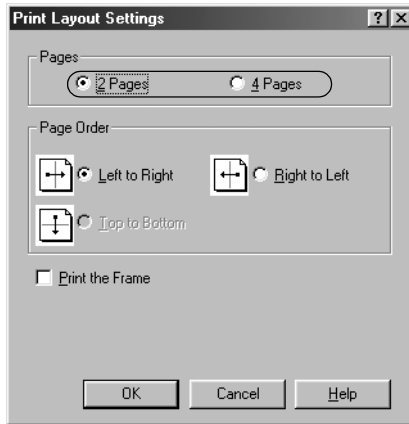 Print Layout Settings
Pages
2 Pages 4 Pages
Page Order
Left to Right Right to Left
Top to Bottom
Print the Frame
OK Cancel Help